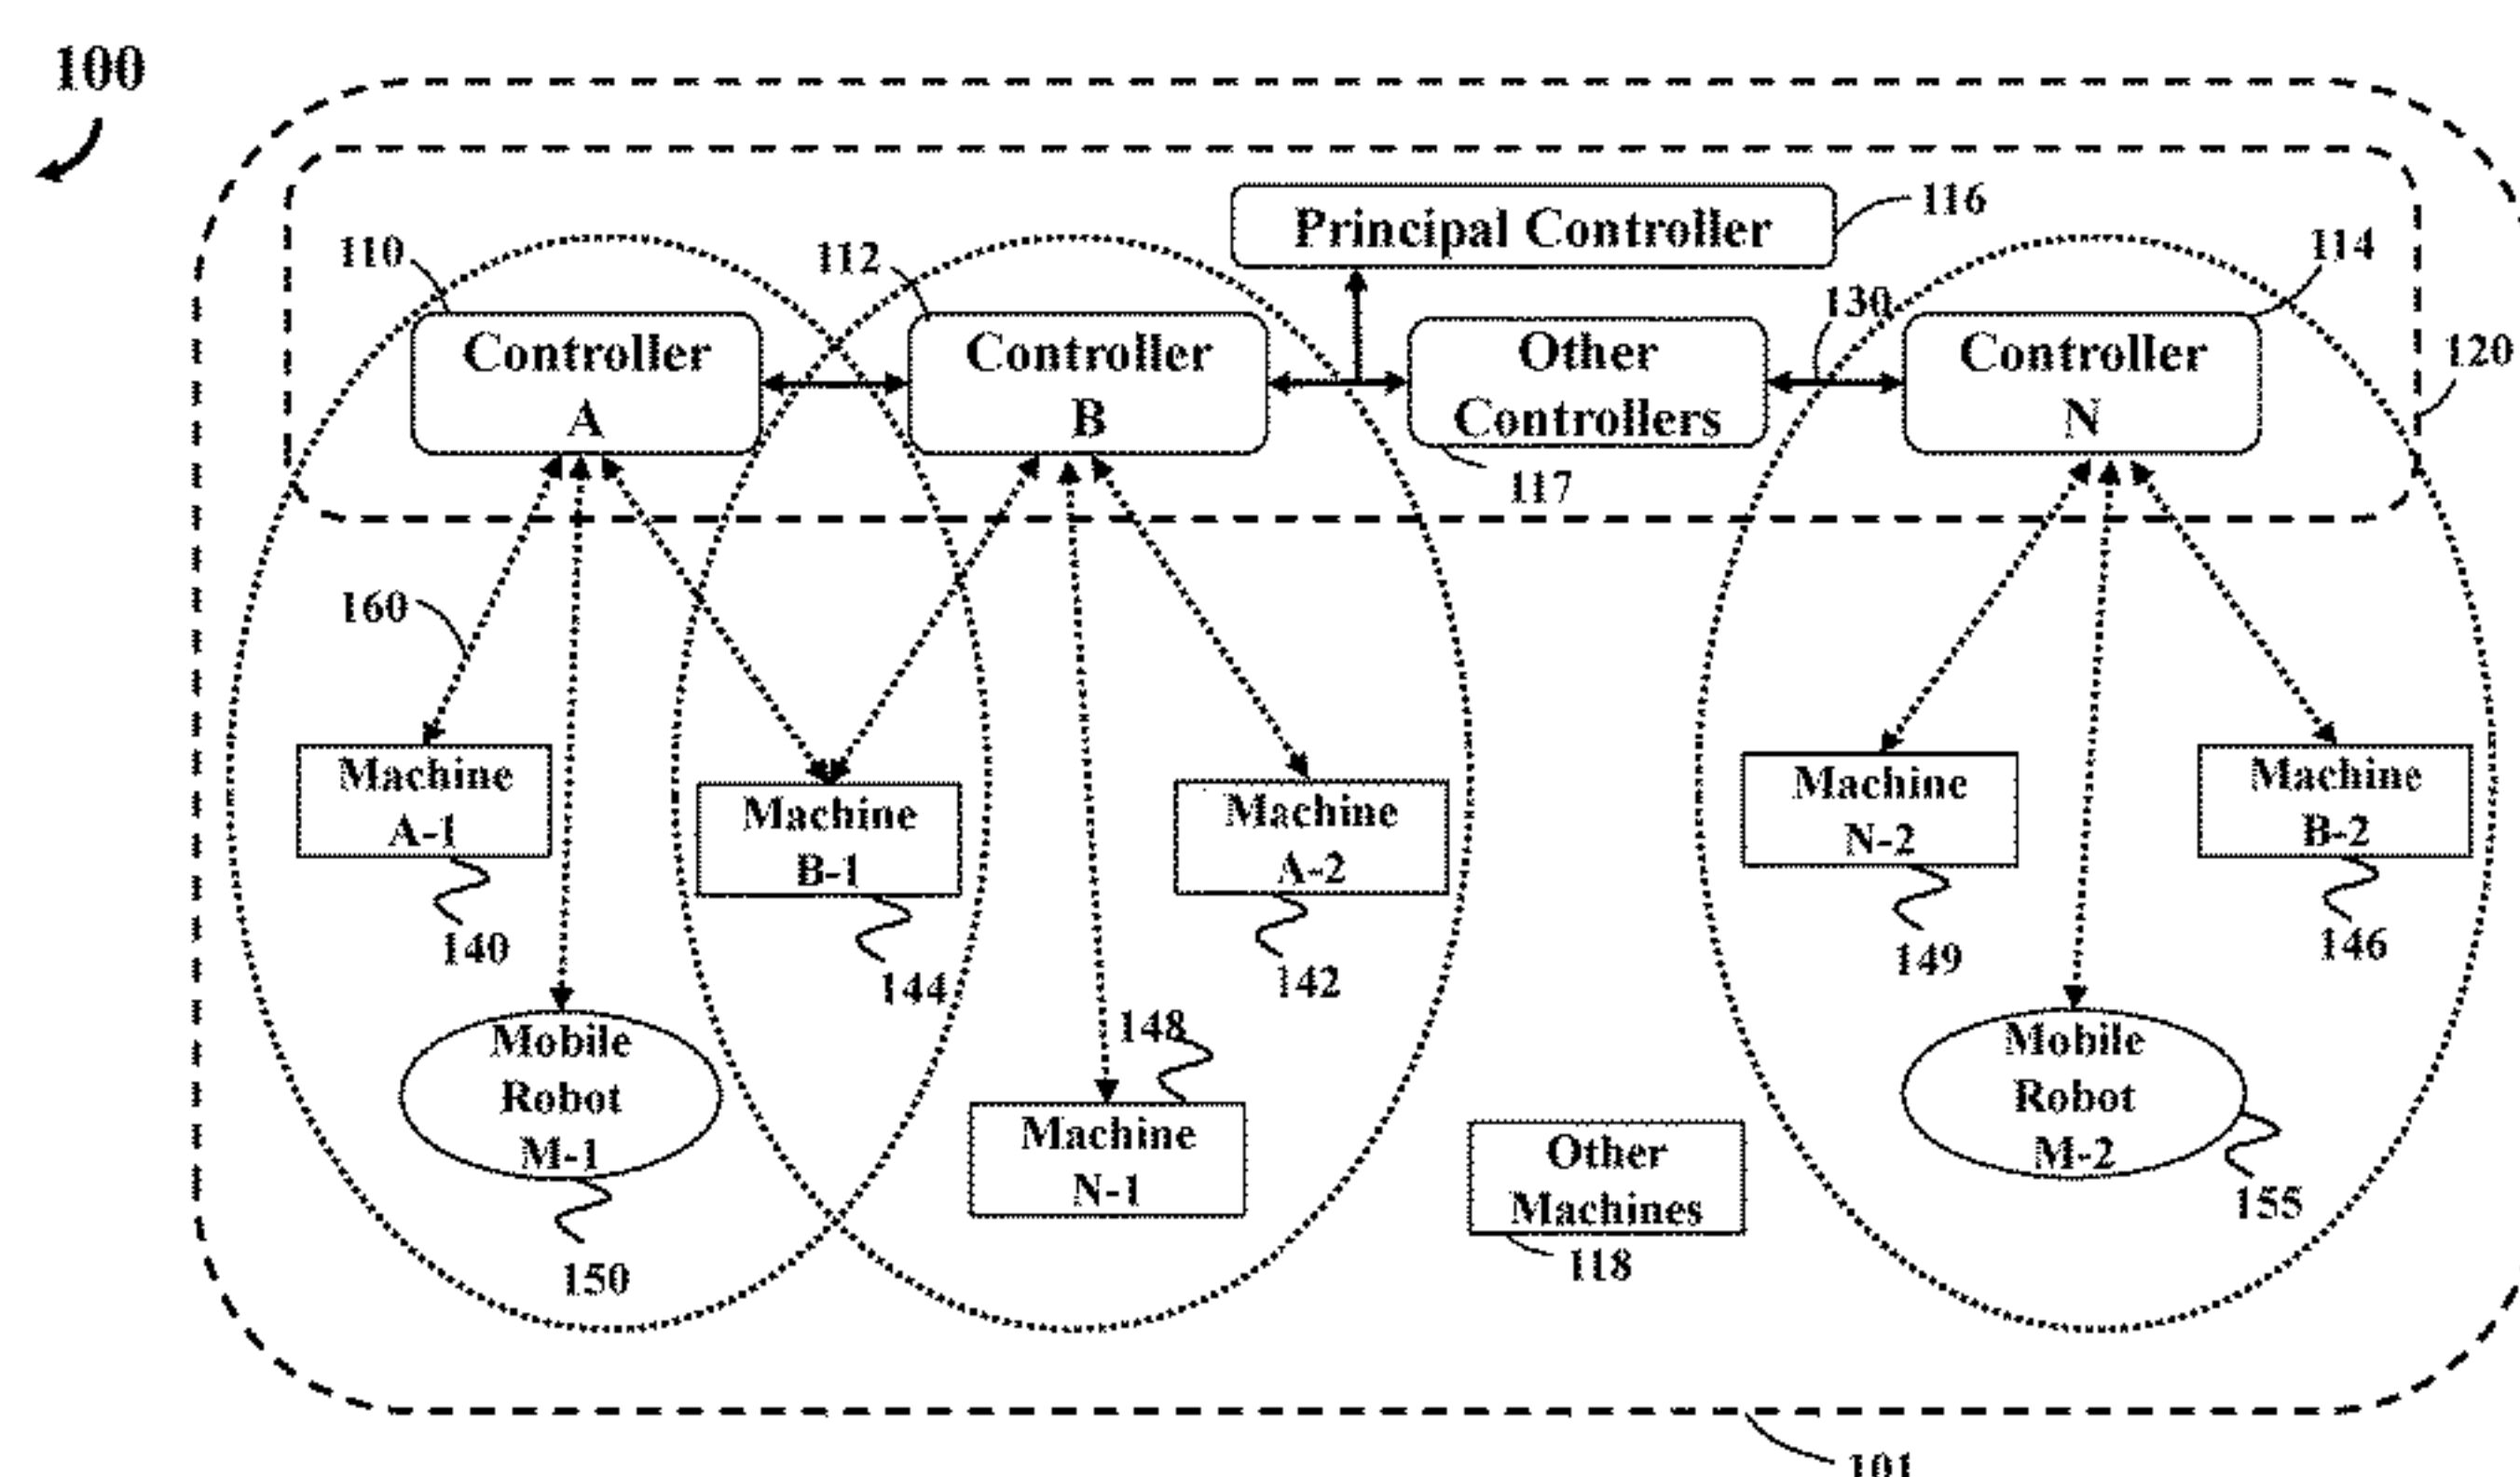 100
116
Principal Controller
110
112
114
130
Controller
A
Controller
B
Other
Controllers
Controller
N
120
117
160
Machine
A-1
Machine
B-1
Machine
A-2
Machine
N-2
Machine
B-2
140
144
142
149
146
148
Mobile
Robot
M-1
Machine
N-1
Other
Machines
Mobile
Robot
M-2
150
118
155
101